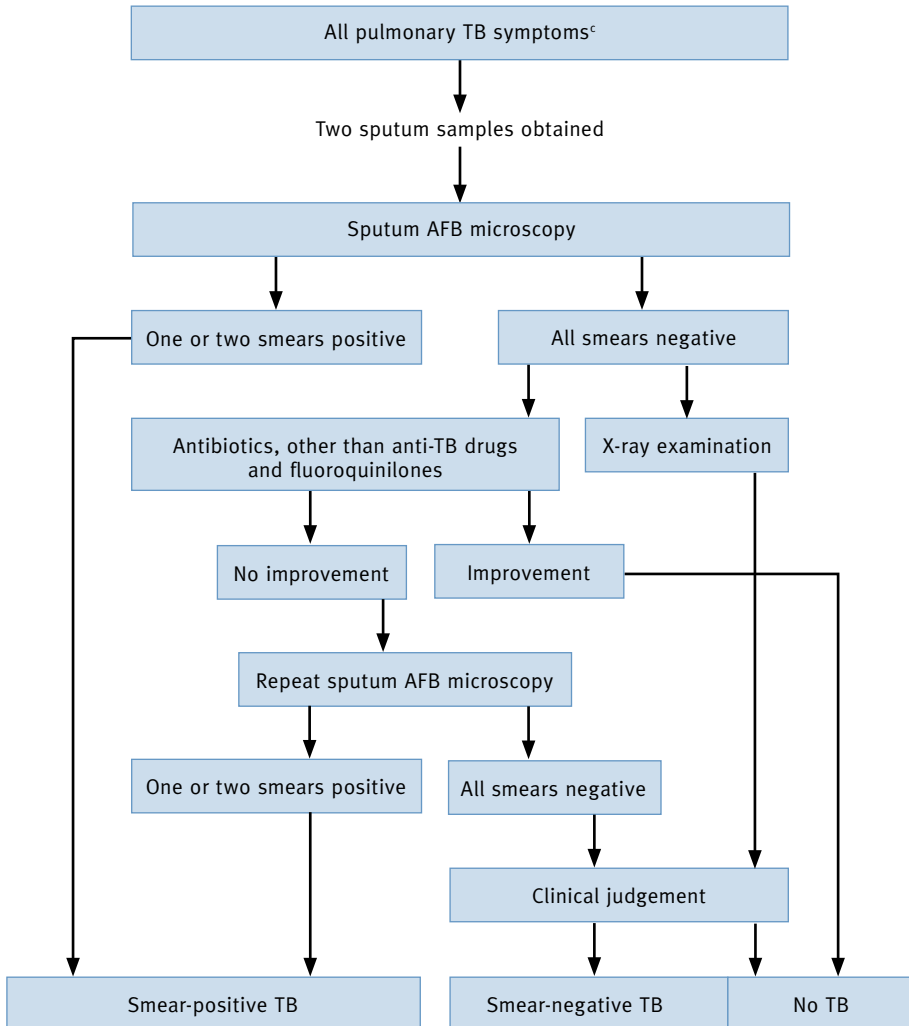 All pulmonary TB symptomsᶜ
Two sputum samples obtained
Sputum AFB microscopy
One or two smears positive
All smears negative
Antibiotics, other than anti-TB drugs
and fluoroquinilones
X-ray examination
No improvement
Improvement
Repeat sputum AFB microscopy
One or two smears positive
All smears negative
Clinical judgement
Smear-positive TB
Smear-negative TB
No TB